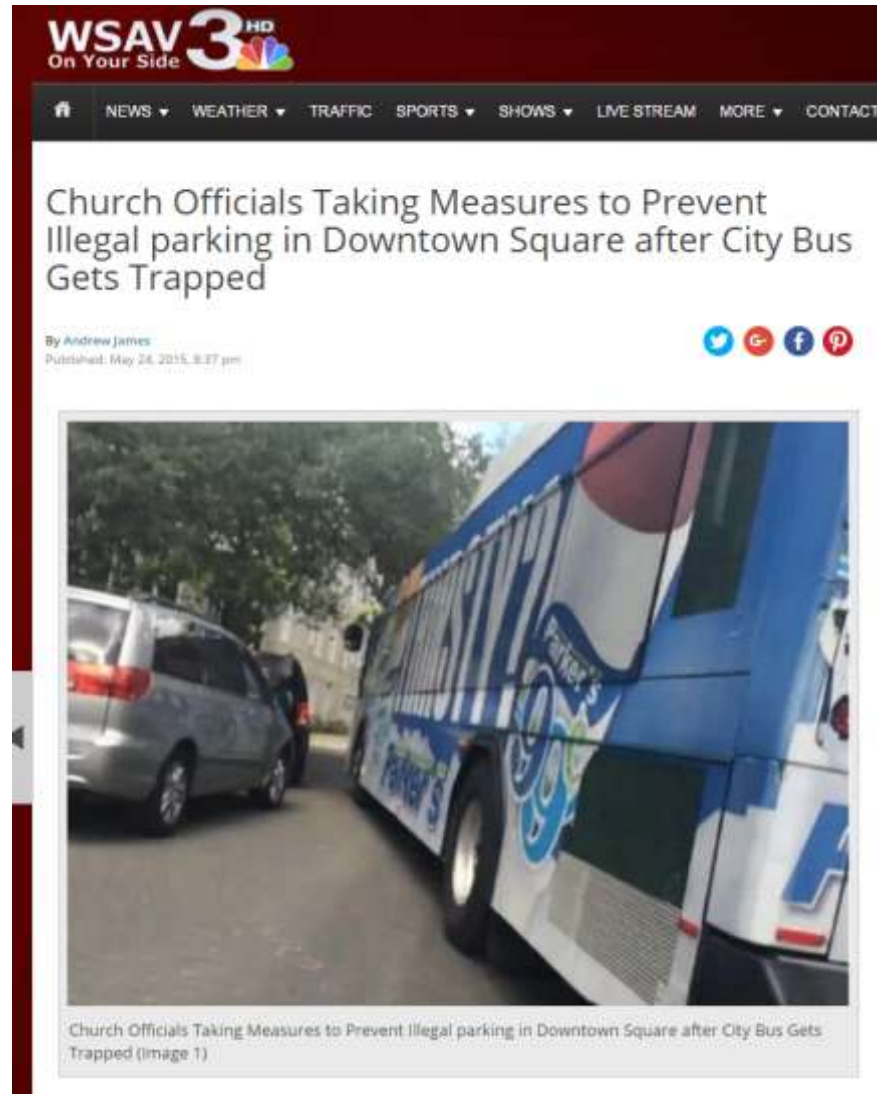 WSAV 3 HD
On Your Side
NEWS WEATHER TRAFFIC SPORTS SHOWS LIVE STREAM MORE CONTACT
Church Officials Taking Measures to Prevent
Illegal parking in Downtown Square after City Bus
Gets Trapped
By Andrew James
Published: May 24, 2015, 8:37 pm
Parker's
99¢
Parker's
Church Officials Taking Measures to Prevent Illegal parking in Downtown Square after City Bus Gets
Trapped (Image 1)